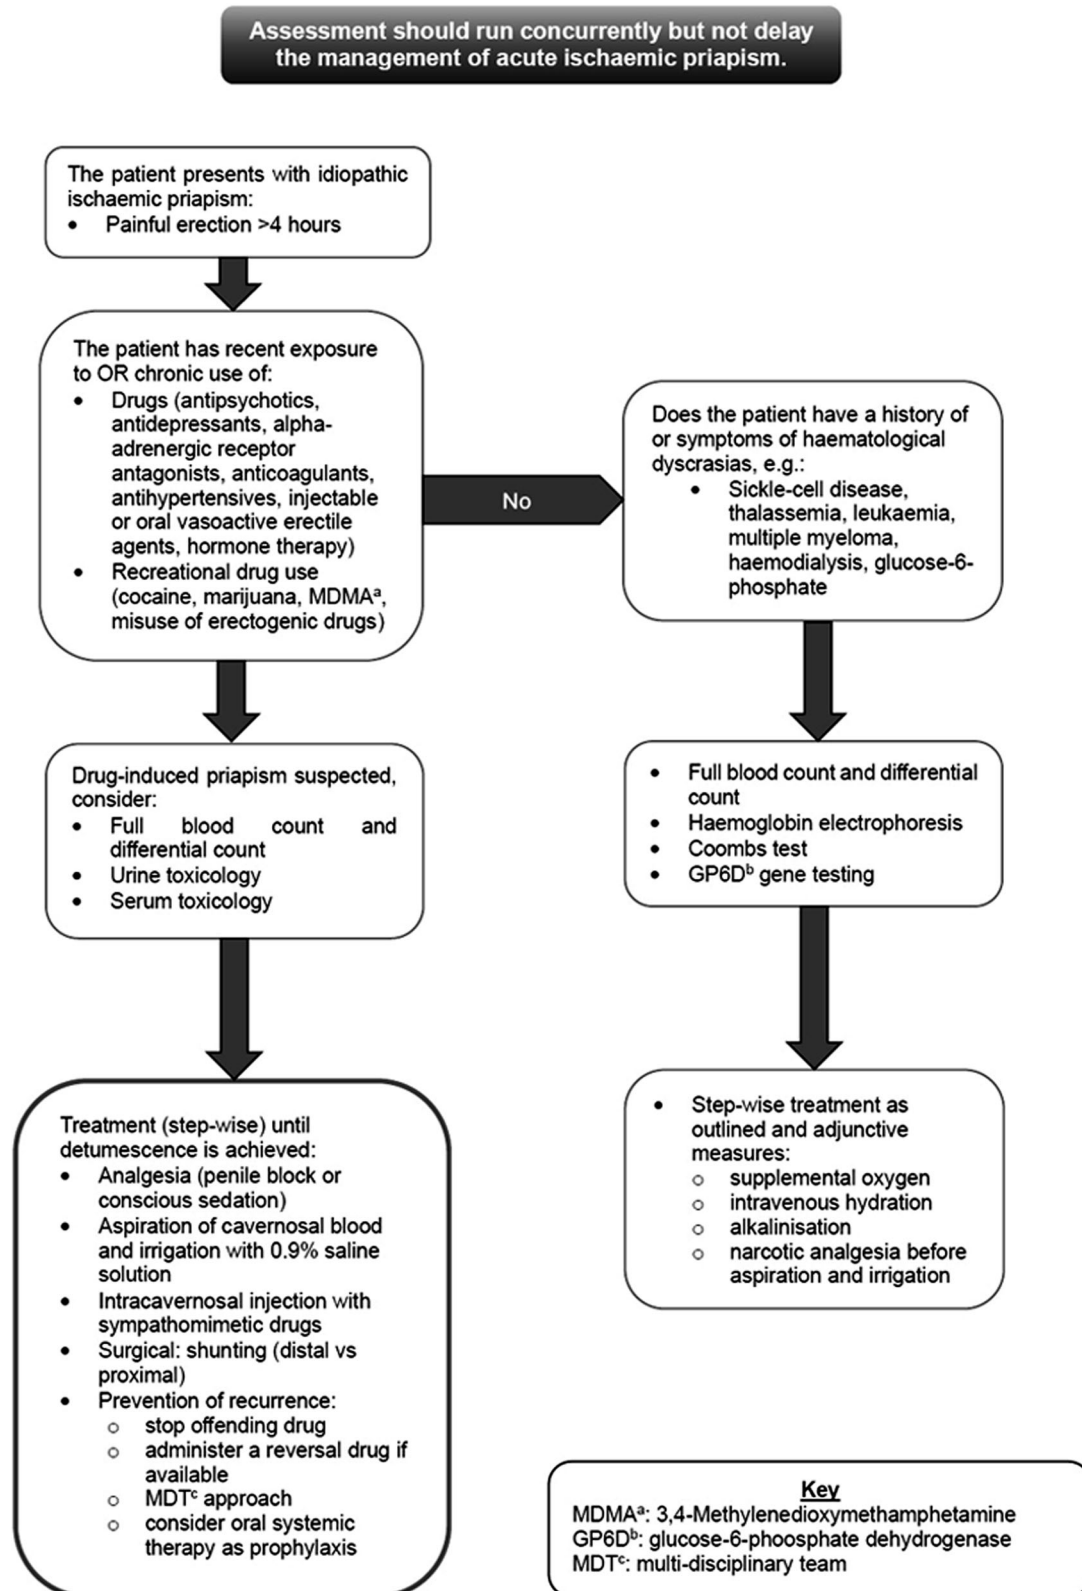 Assessment should run concurrently but not delay
the management of acute ischaemic priapism.
The patient presents with idiopathic
ischaemic priapism:
• Painful erection >4 hours
The patient has recent exposure
to OR chronic use of:
• Drugs (antipsychotics,
antidepressants, alpha-
adrenergic receptor
antagonists, anticoagulants,
antihypertensives, injectable
or oral vasoactive erectile
agents, hormone therapy)
• Recreational drug use
(cocaine, marijuana, MDMAᵃ,
misuse of erectogenic drugs)
No
Does the patient have a history of
or symptoms of haematological
dyscrasias, e.g.:
• Sickle-cell disease,
thalassemia, leukaemia,
multiple myeloma,
haemodialysis, glucose-6-
phosphate
Drug-induced priapism suspected,
consider:
• Full blood count and
differential count
• Urine toxicology
• Serum toxicology
• Full blood count and differential
count
• Haemoglobin electrophoresis
• Coombs test
• GP6Dᵇ gene testing
Treatment (step-wise) until
detumescence is achieved:
• Analgesia (penile block or
conscious sedation)
• Aspiration of cavernosal blood
and irrigation with 0.9% saline
solution
• Intracavernosal injection with
sympathomimetic drugs
• Surgical: shunting (distal vs
proximal)
• Prevention of recurrence:
○ stop offending drug
○ administer a reversal drug if
available
○ MDTᶜ approach
○ consider oral systemic
therapy as prophylaxis
• Step-wise treatment as
outlined and adjunctive
measures:
○ supplemental oxygen
○ intravenous hydration
○ alkalinisation
○ narcotic analgesia before
aspiration and irrigation
Key
MDMAᵃ: 3,4-Methylenedioxymethamphetamine
GP6Dᵇ: glucose-6-phoosphate dehydrogenase
MDTᶜ: multi-disciplinary team